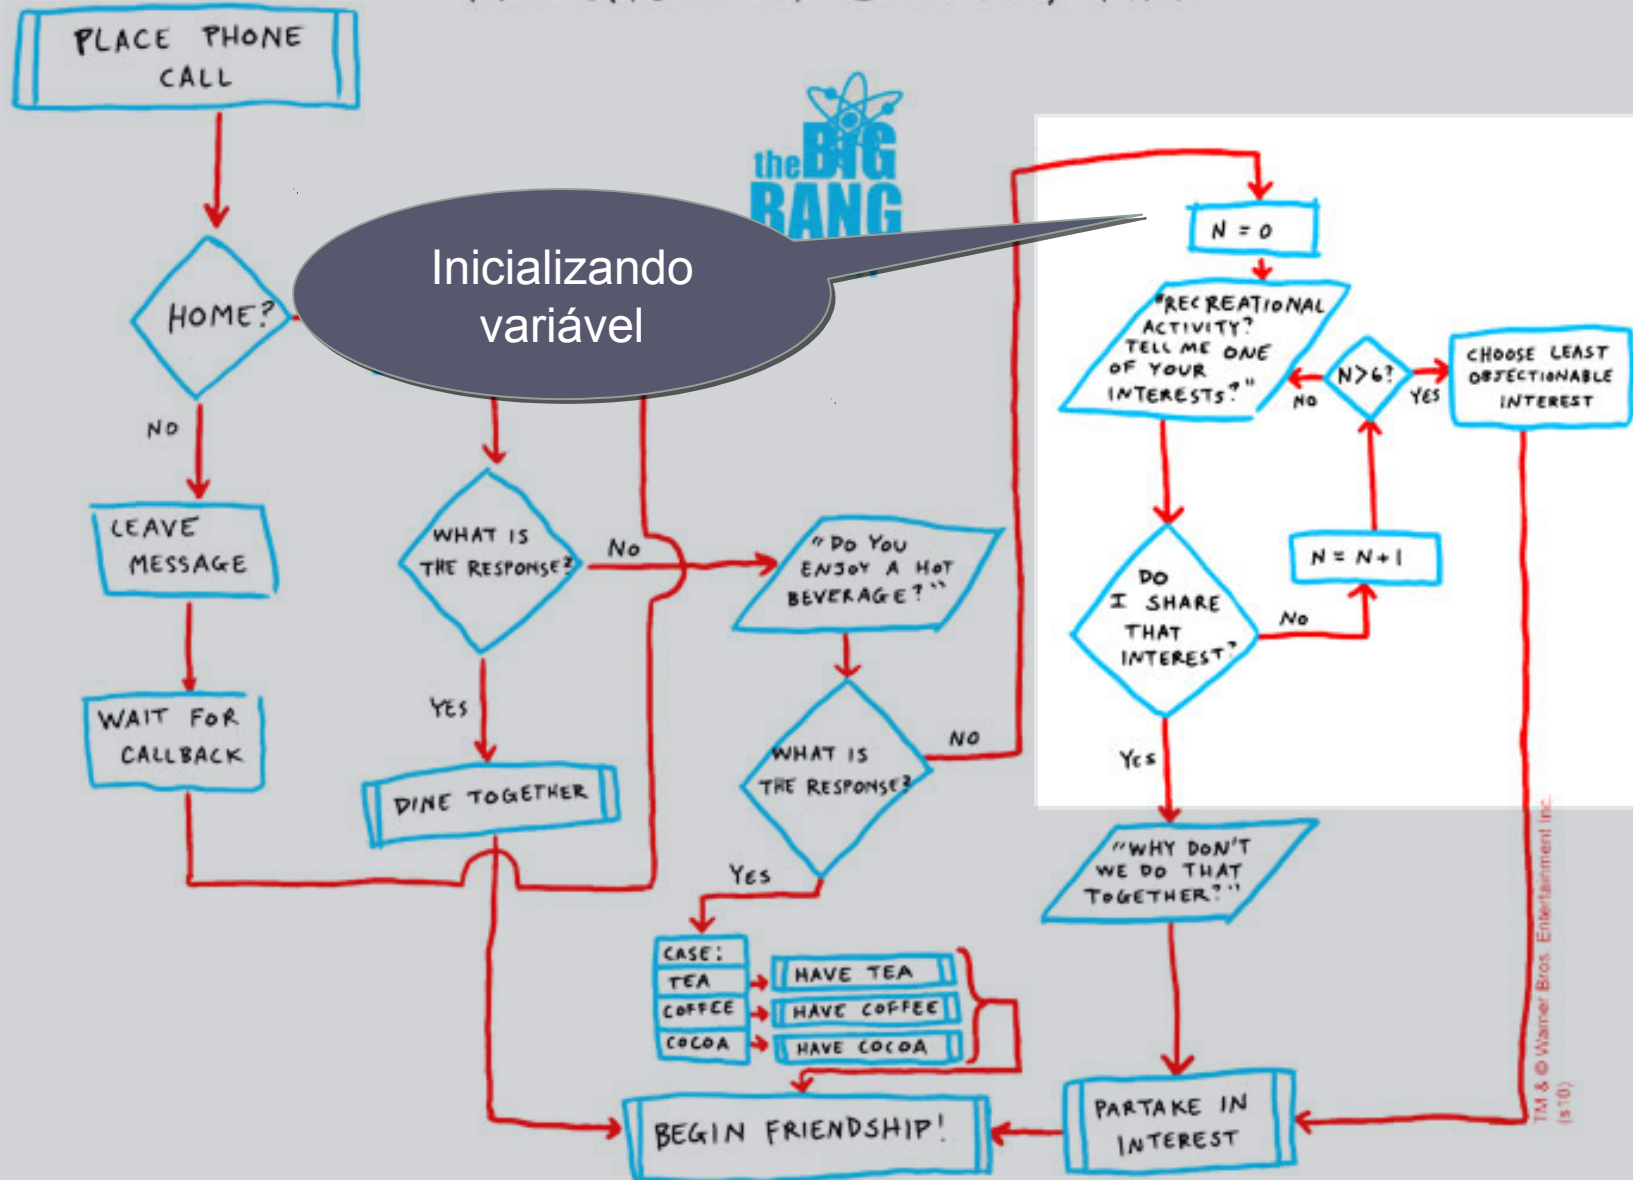 PLACE PHONE
CALL
the BIG
BANG
Inicializando
variável
HOME?
NO
LEAVE
MESSAGE
WAIT FOR
CALLBACK
WHAT IS
THE RESPONSE?
NO
YES
DINE TOGETHER
"DO YOU
ENJOY A HOT
BEVERAGE?"
WHAT IS
THE RESPONSE?
NO
YES
CASE:
TEA
COFFEE
COCOA
HAVE TEA
HAVE COFFEE
HAVE COCOA
N = 0
"RECREATIONAL
ACTIVITY?
TELL ME ONE
OF YOUR
INTERESTS?"
N>6?
NO
YES
CHOOSE LEAST
OBJECTIONABLE
INTEREST
N = N+1
DO
I SHARE
THAT
INTEREST?
NO
YES
"WHY DON'T
WE DO THAT
TOGETHER?"
PARTAKE IN
INTEREST
BEGIN FRIENDSHIP!
TM & © Warner Bros. Entertainment Inc.
(s10)